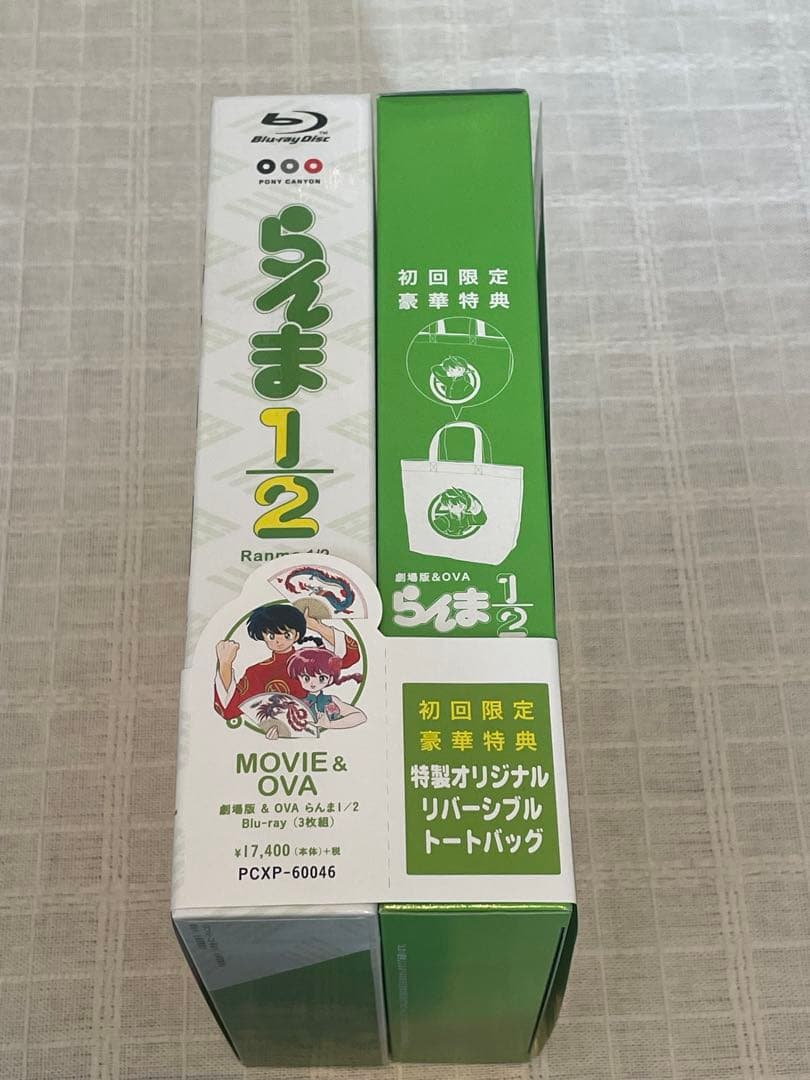 Blu-ray Disc
PONY CANYON
らんま
1/2
Ranma 1/2
MOVIE &
OVA
劇場版 & OVA らんま1/2
Blu-ray (3枚組)
¥17,400(本体)+税
PCXP-60046
初回限定
豪華特典
劇場版&OVA
らんま1/2
初回限定
豪華特典
特製オリジナル
リバーシブル
トートバッグ